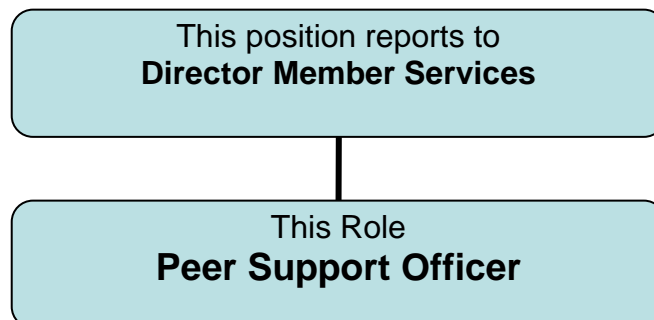 This position reports to
Director Member Services
This Role
Peer Support Officer